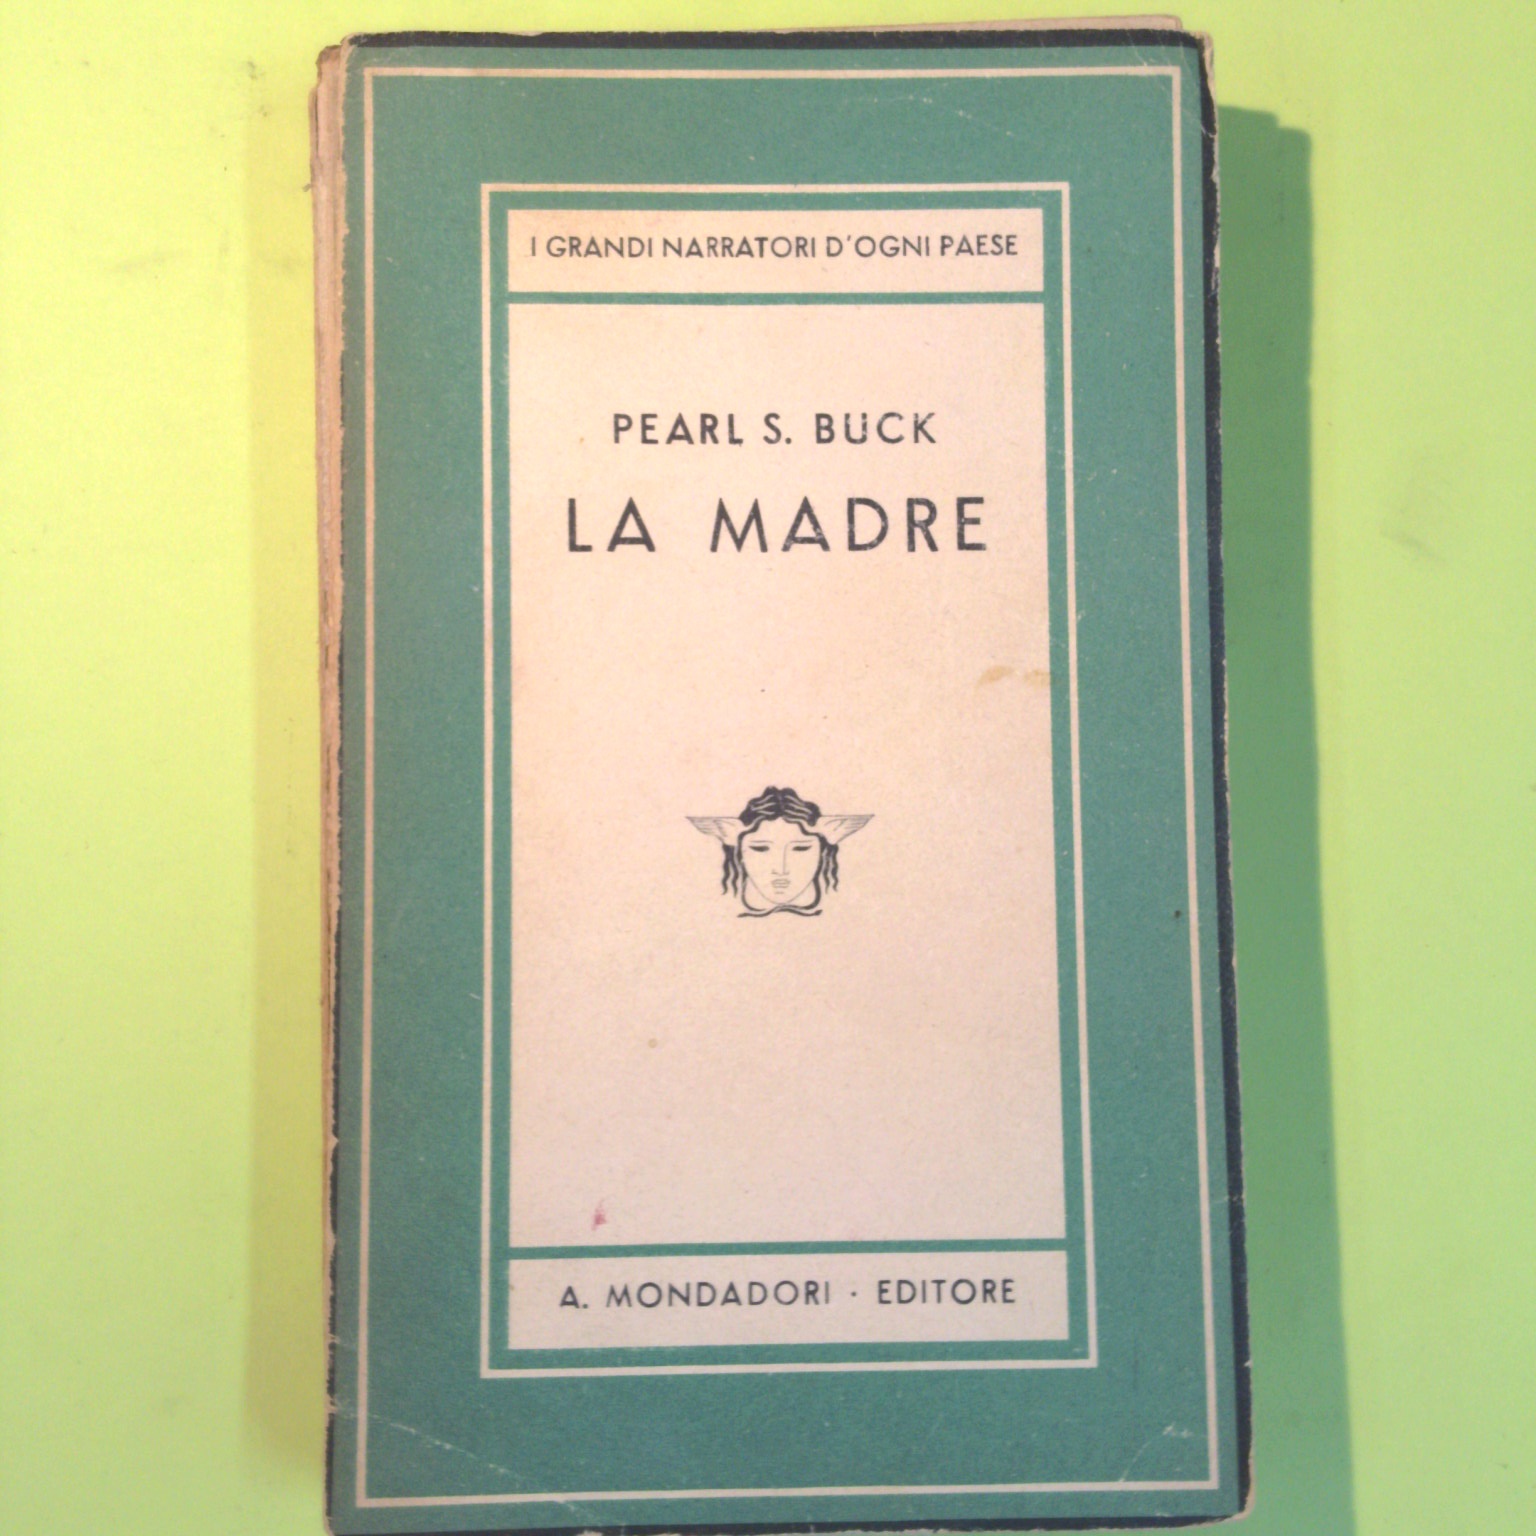 I GRANDI NARRATORI D'OGNI PAESE
PEARL S. BUCK
LA MADRE
A. MONDADORI · EDITORE